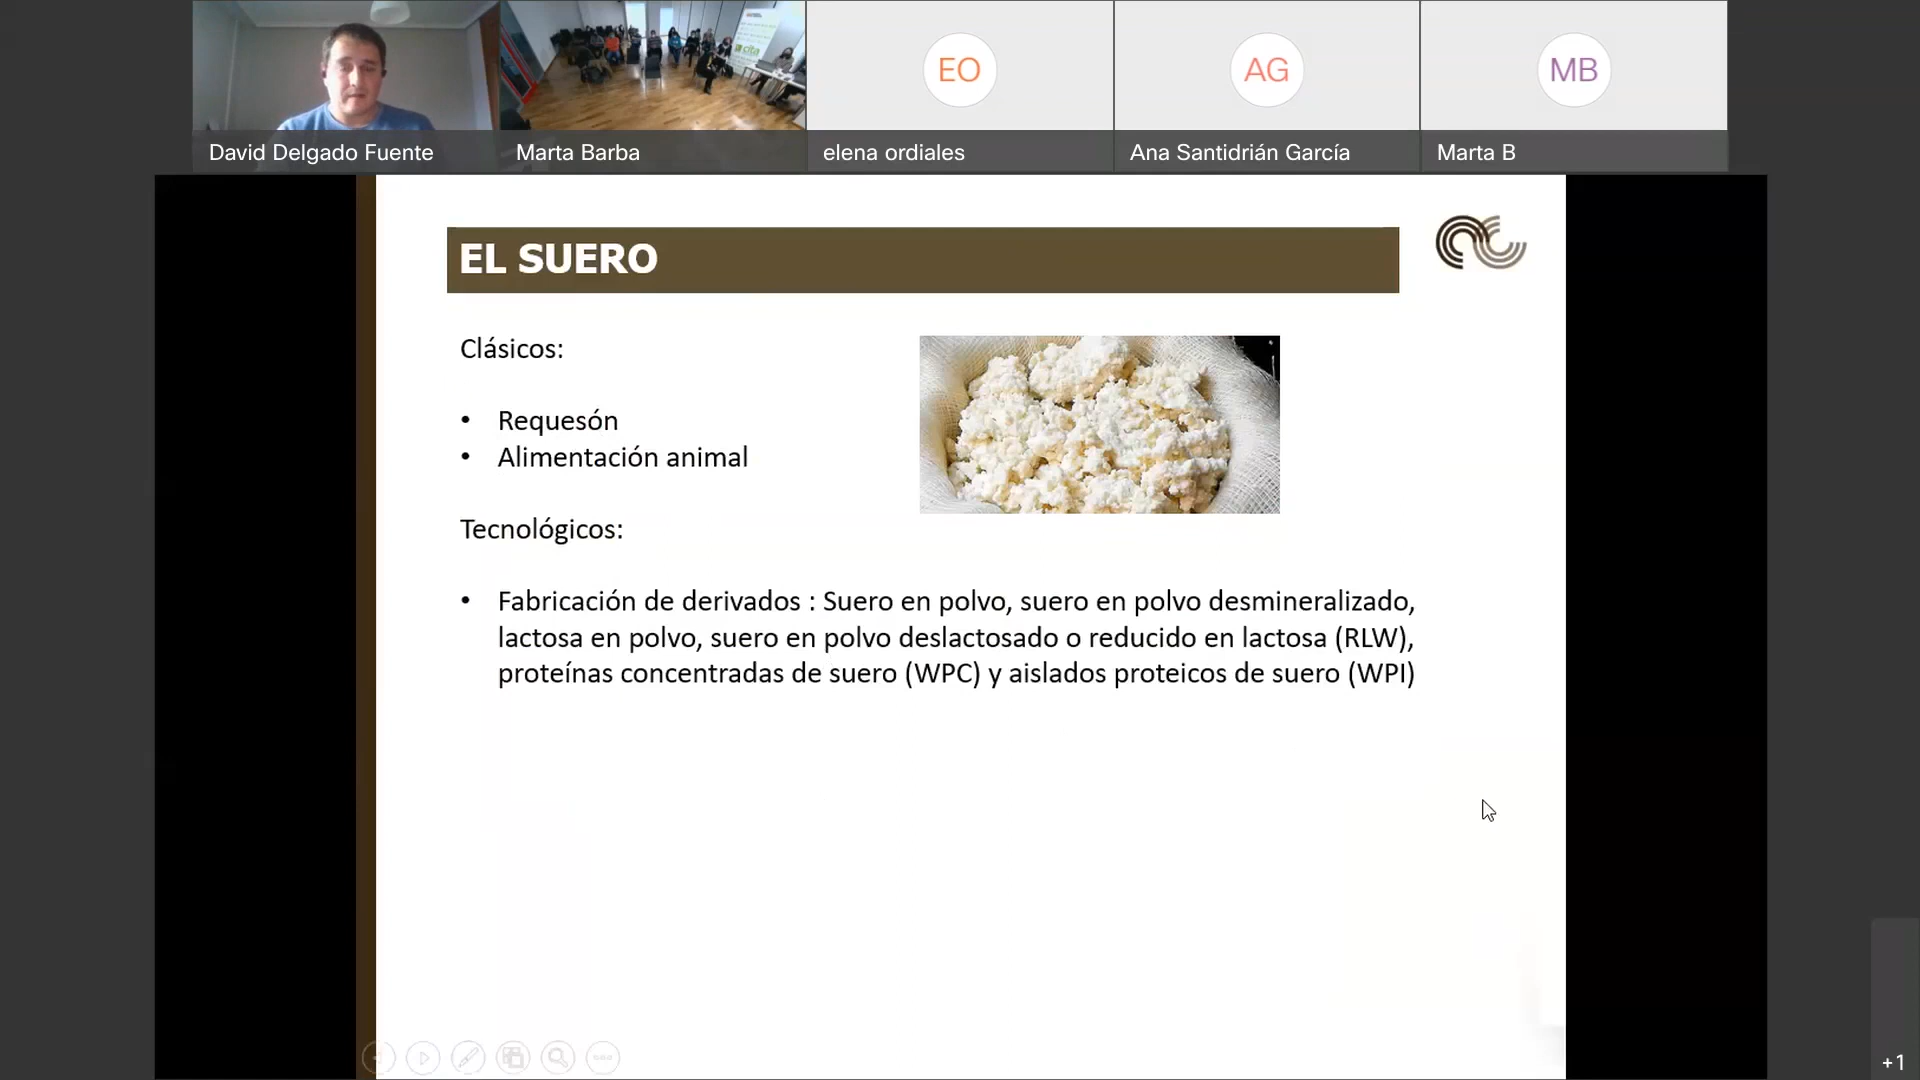 EO
AG
MB
David Delgado Fuente
Marta Barba
elena ordiales
Ana Santidrián García
Marta B
EL SUERO
Clásicos:
• Requesón
• Alimentación animal
Tecnológicos:
• Fabricación de derivados : Suero en polvo, suero en polvo desmineralizado,
lactosa en polvo, suero en polvo deslactosado o reducido en lactosa (RLW),
proteínas concentradas de suero (WPC) y aislados proteicos de suero (WPI)
+1